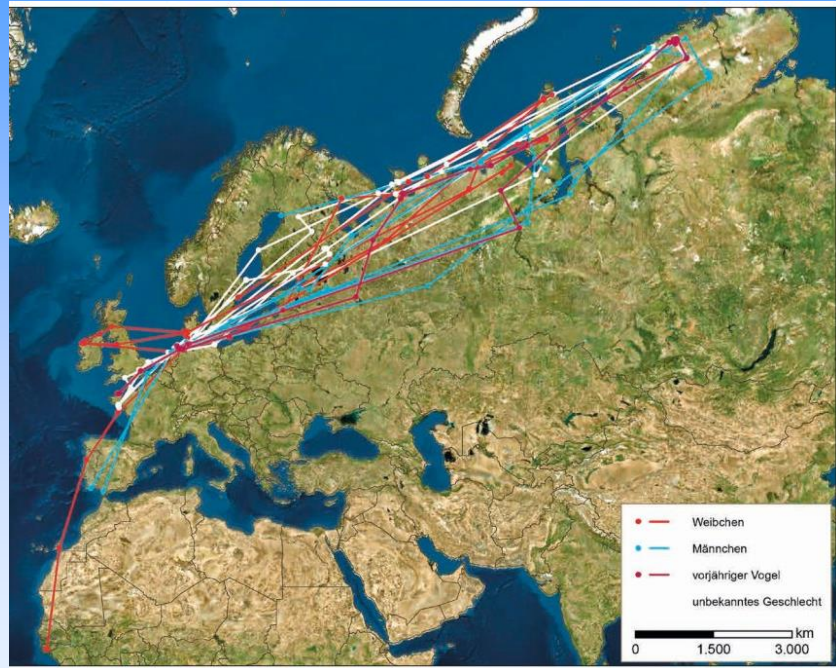 Weibchen
Männchen
vorjähriger Vogel
unbekanntes Geschlecht
km
0 1.500 3.000